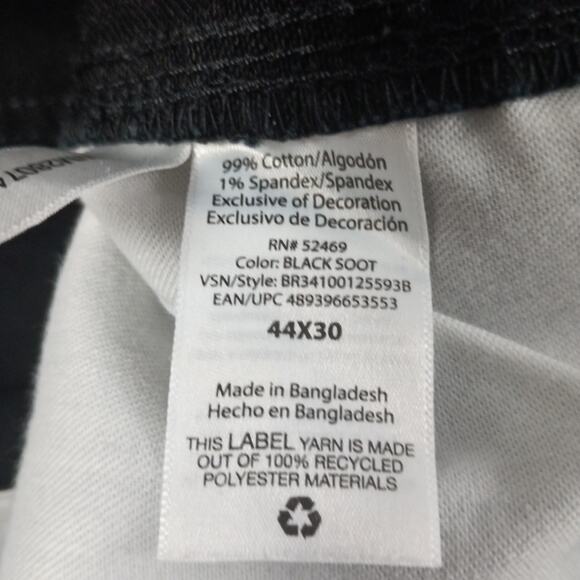 99% Cotton/Algodón
1% Spandex/Spandex
Exclusive of Decoration
Exclusivo de Decoración
RN# 52469
Color: BLACK SOOT
VSN/Style: BR34100125593B
EAN/UPC 489396653553
44X30
Made in Bangladesh
Hecho en Bangladesh
THIS LABEL YARN IS MADE
OUT OF 100% RECYCLED
POLYESTER MATERIALS